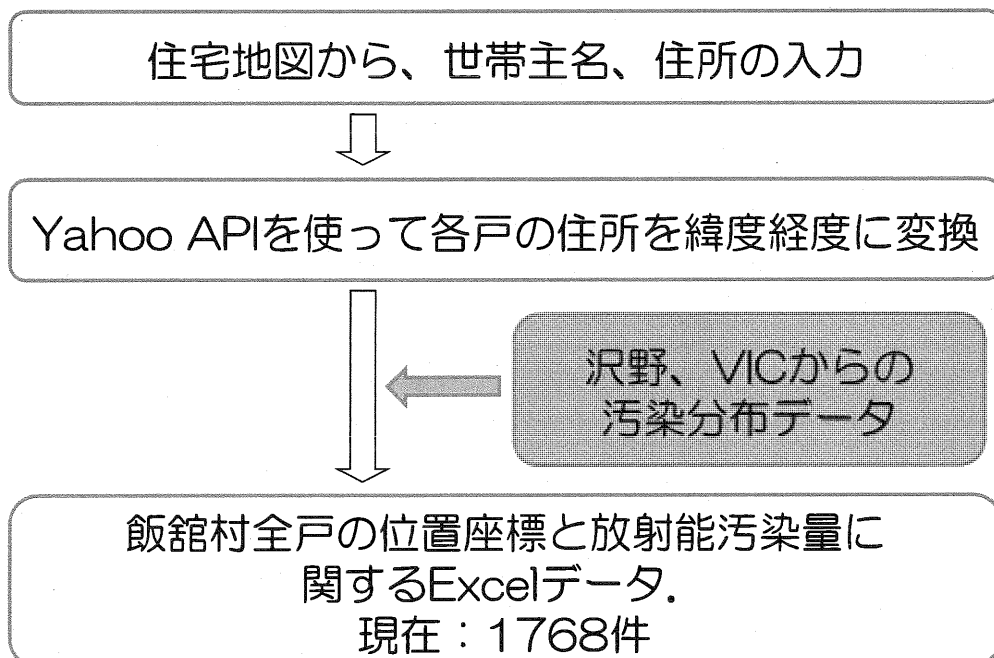 住宅地図から、世帯主名、住所の入力
Yahoo APIを使って各戸の住所を緯度経度に変換
沢野、VICからの
汚染分布データ
飯舘村全戸の位置座標と放射能汚染量に
関するExcelデータ.
現在：1768件